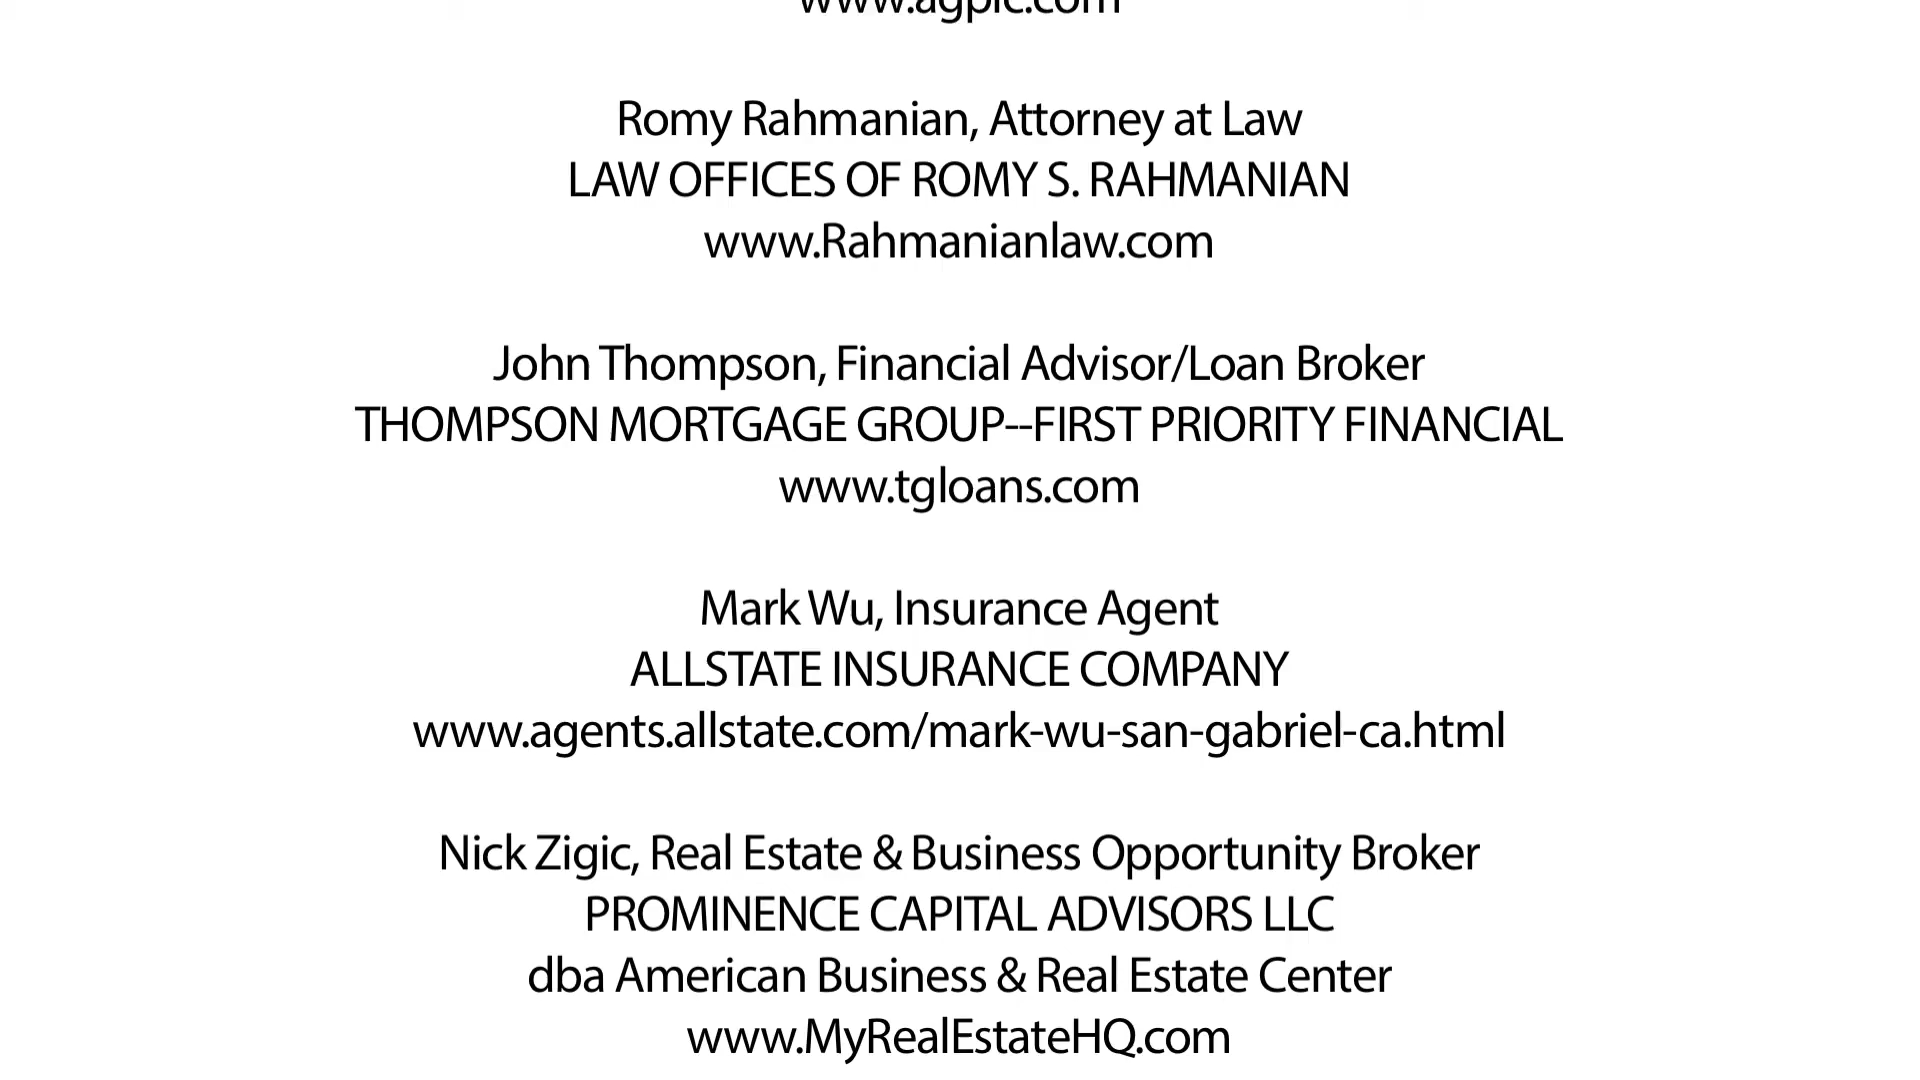 www.agplc.com
Romy Rahmanian, Attorney at Law
LAW OFFICES OF ROMY S. RAHMANIAN
www.Rahmanianlaw.com
John Thompson, Financial Advisor/Loan Broker
THOMPSON MORTGAGE GROUP--FIRST PRIORITY FINANCIAL
www.tgloans.com
Mark Wu, Insurance Agent
ALLSTATE INSURANCE COMPANY
www.agents.allstate.com/mark-wu-san-gabriel-ca.html
Nick Zigic, Real Estate & Business Opportunity Broker
PROMINENCE CAPITAL ADVISORS LLC
dba American Business & Real Estate Center
www.MyRealEstateHQ.com